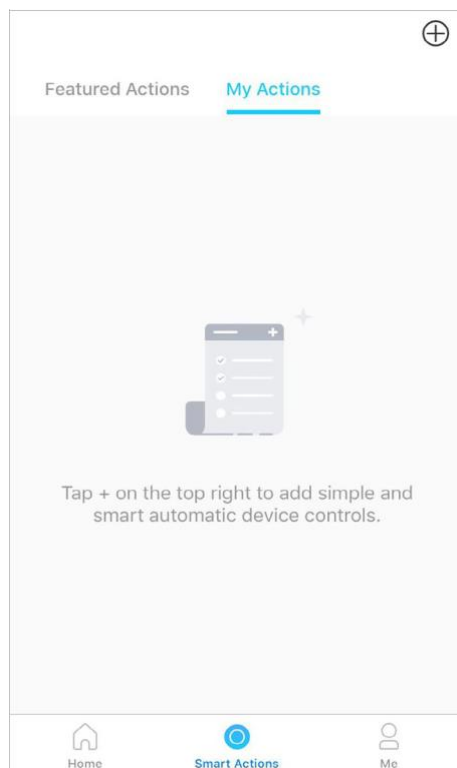 Featured Actions My Actions
Tap + on the top right to add simple and
smart automatic device controls.
Home Smart Actions Me